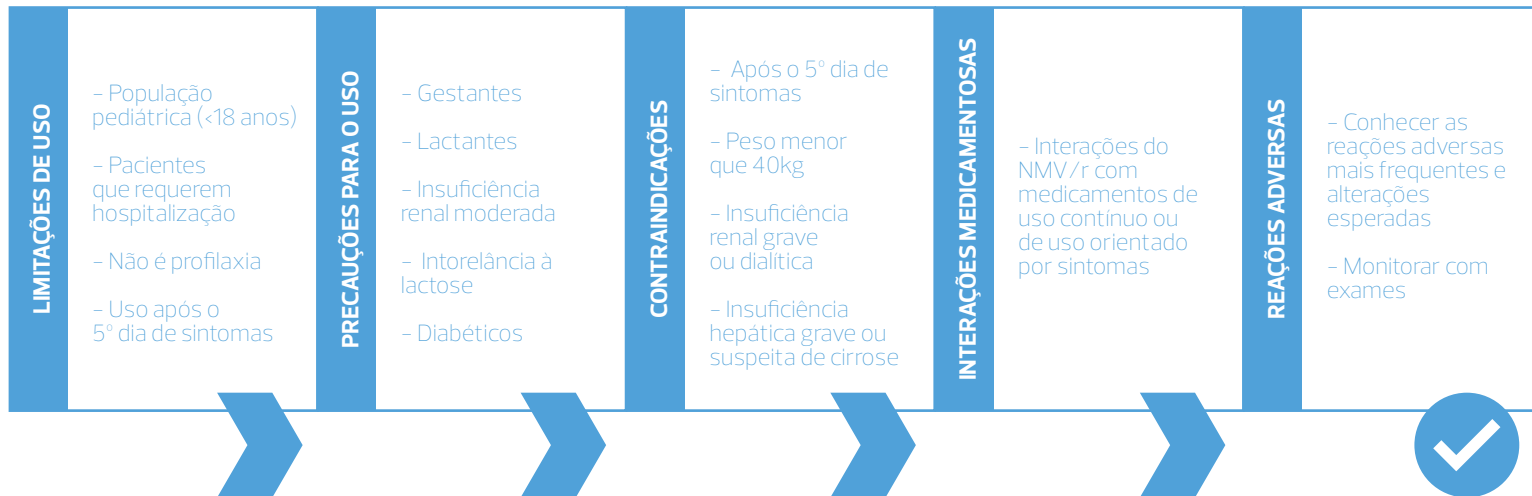 LIMITAÇÕES DE USO
– População
pediátrica (<18 anos)
– Pacientes
que requerem
hospitalização
– Não é profilaxia
– Uso após o
5º dia de sintomas
PRECAUÇÕES PARA O USO
– Gestantes
– Lactantes
– Insuficiência
renal moderada
– Intorelância à
lactose
– Diabéticos
CONTRAINDICAÇÕES
– Após o 5º dia de
sintomas
– Peso menor
que 40kg
– Insuficiência
renal grave
ou dialítica
– Insuficiência
hepática grave ou
suspeita de cirrose
INTERAÇÕES MEDICAMENTOSAS
– Interações do
NMV/r com
medicamentos de
uso contínuo ou
de uso orientado
por sintomas
REAÇÕES ADVERSAS
– Conhecer as
reações adversas
mais frequentes e
alterações
esperadas
– Monitorar com
exames